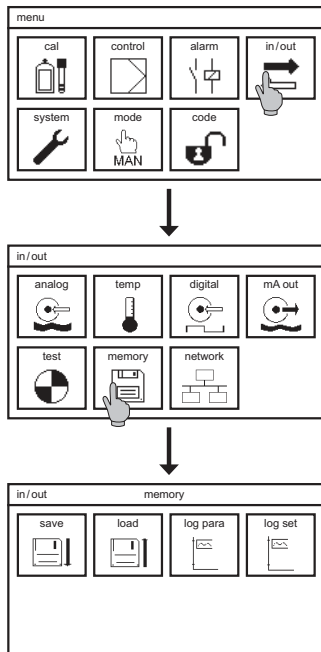 menu
cal control alarm in/out
system mode code
MAN
in/out
analog temp digital mA out
test memory network
in/out memory
save load log para log set